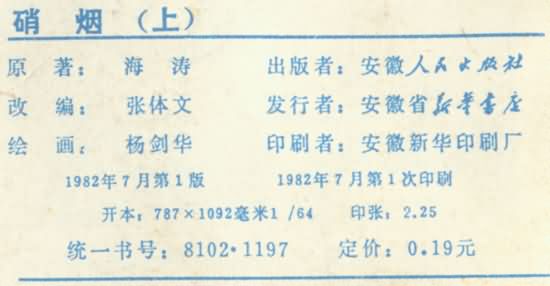 硝烟（上）
原著：海涛 出版者：安徽人民出版社
改编：张体文 发行者：安徽省新华书店
绘画：杨剑华 印刷者：安徽新华印刷厂
1982年7月第1版 1982年7月第1次印刷
开本：787×1092毫米1/64 印张：2.25
统一书号：8102·1197 定价：0.19元